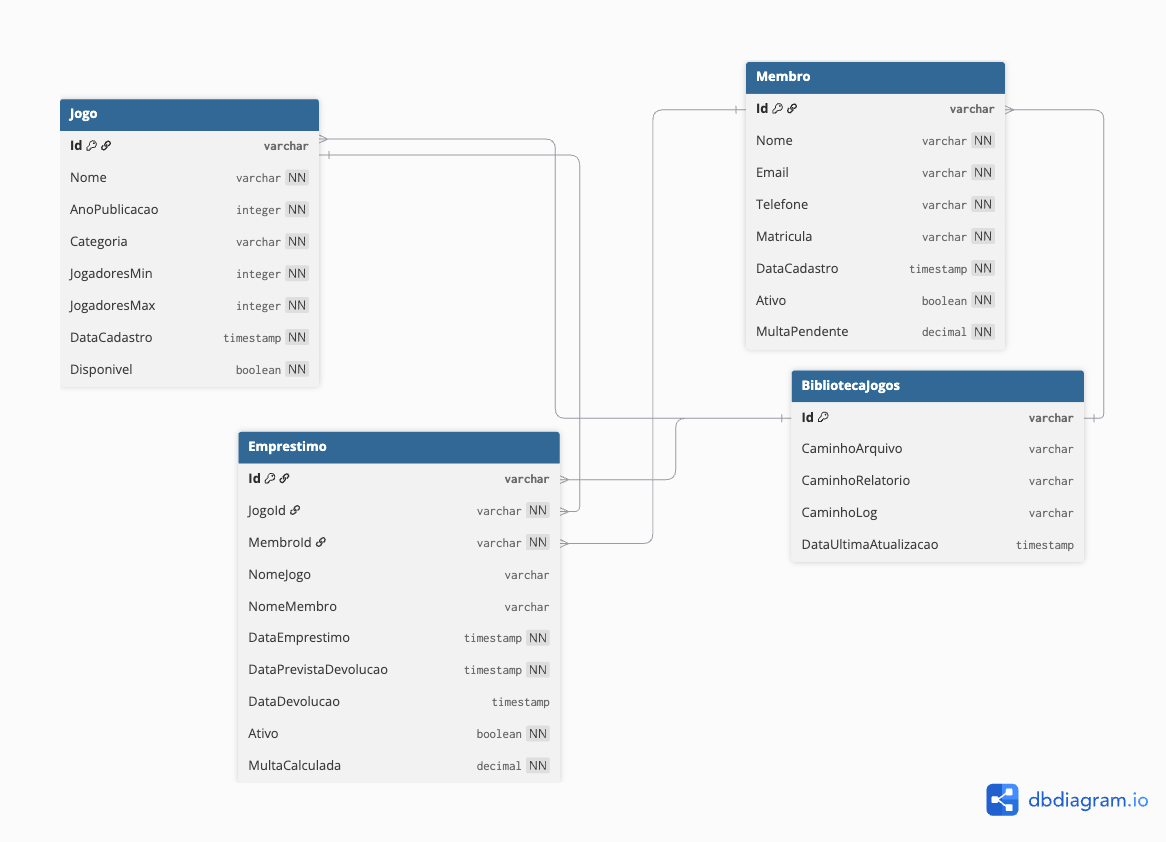 Jogo
Id varchar
Nome varchar NN
AnoPublicacao integer NN
Categoria varchar NN
JogadoresMin integer NN
JogadoresMax integer NN
DataCadastro timestamp NN
Disponivel boolean NN
Membro
Id varchar
Nome varchar NN
Email varchar NN
Telefone varchar NN
Matricula varchar NN
DataCadastro timestamp NN
Ativo boolean NN
MultaPendente decimal NN
BibliotecaJogos
Id varchar
CaminhoArquivo varchar
CaminhoRelatorio varchar
CaminhoLog varchar
DataUltimaAtualizacao timestamp
Emprestimo
Id varchar
JogoId varchar NN
MembroId varchar NN
NomeJogo varchar
NomeMembro varchar
DataEmprestimo timestamp NN
DataPrevistaDevolucao timestamp NN
DataDevolucao timestamp
Ativo boolean NN
MultaCalculada decimal NN
dbdiagram.io